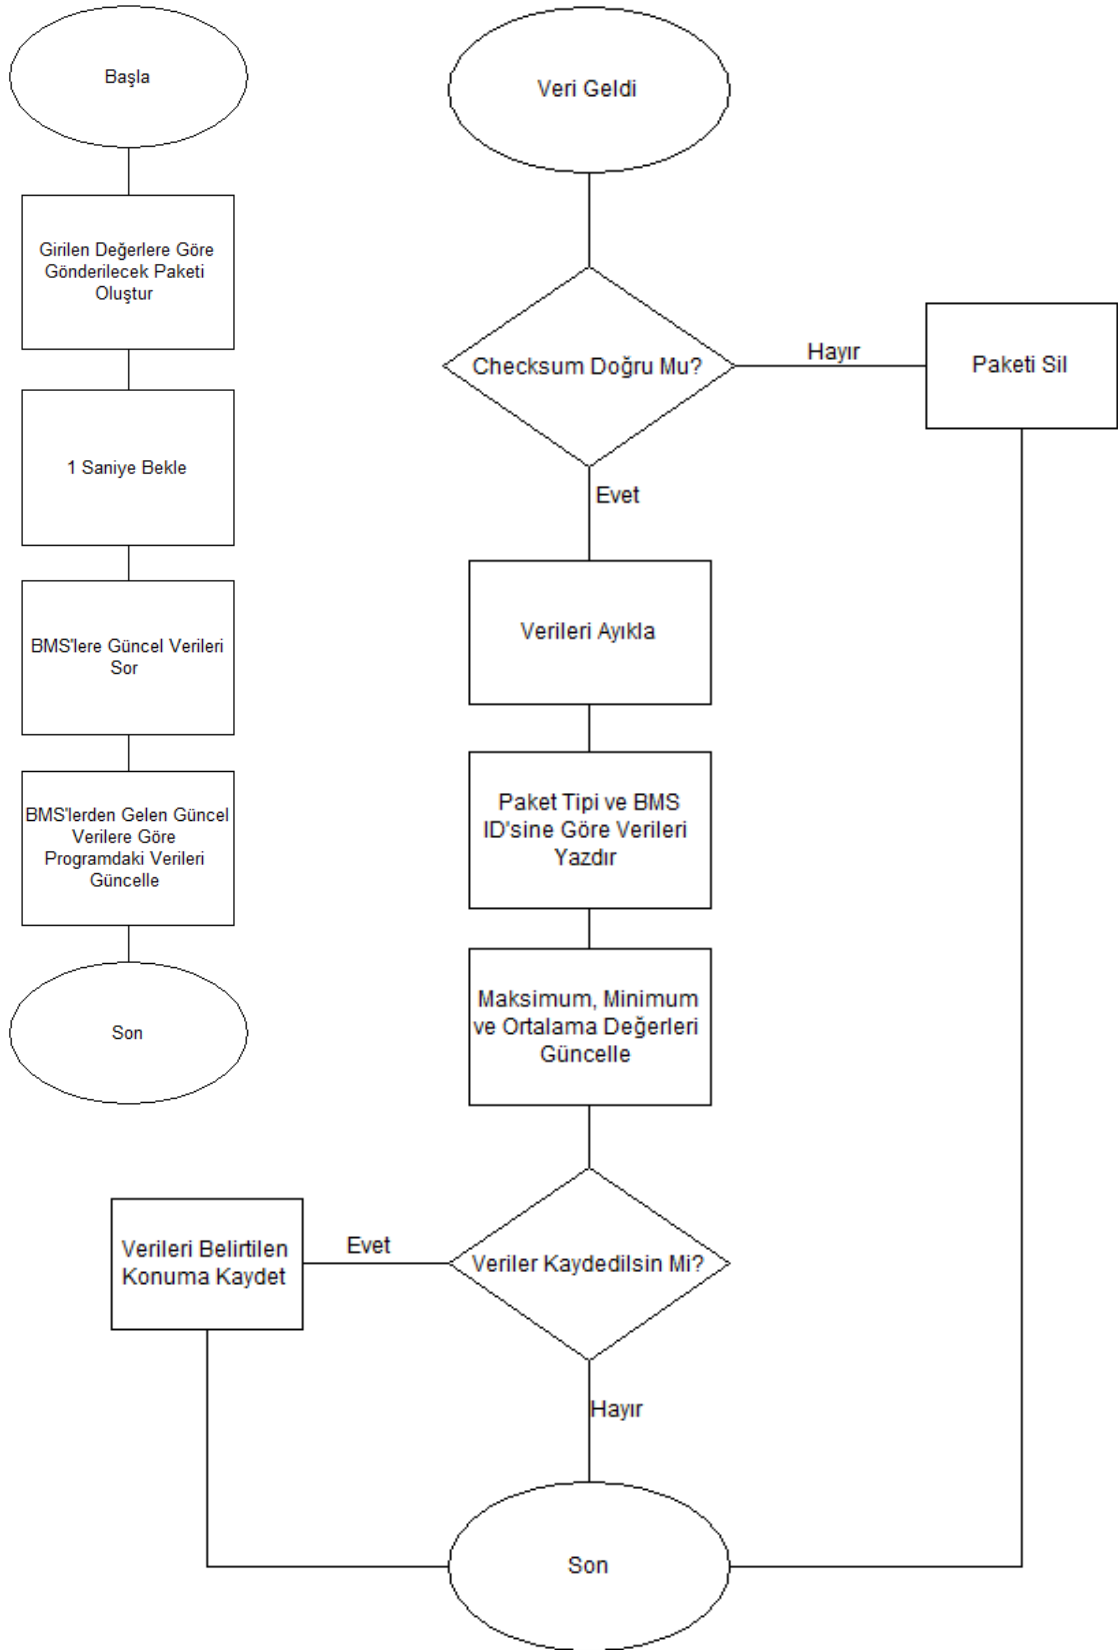 Başla
Girilen Değerlere Göre
Gönderilecek Paketi
Oluştur
1 Saniye Bekle
BMS'lere Güncel Verileri
Sor
BMS'lerden Gelen Güncel
Verilere Göre
Programdaki Verileri
Güncelle
Son
Veri Geldi
Checksum Doğru Mu?
Hayır
Paketi Sil
Evet
Verileri Ayıkla
Paket Tipi ve BMS
ID'sine Göre Verileri
Yazdır
Maksimum, Minimum
ve Ortalama Değerleri
Güncelle
Veriler Kaydedilsin Mi?
Evet
Verileri Belirtilen
Konuma Kaydet
Hayır
Son